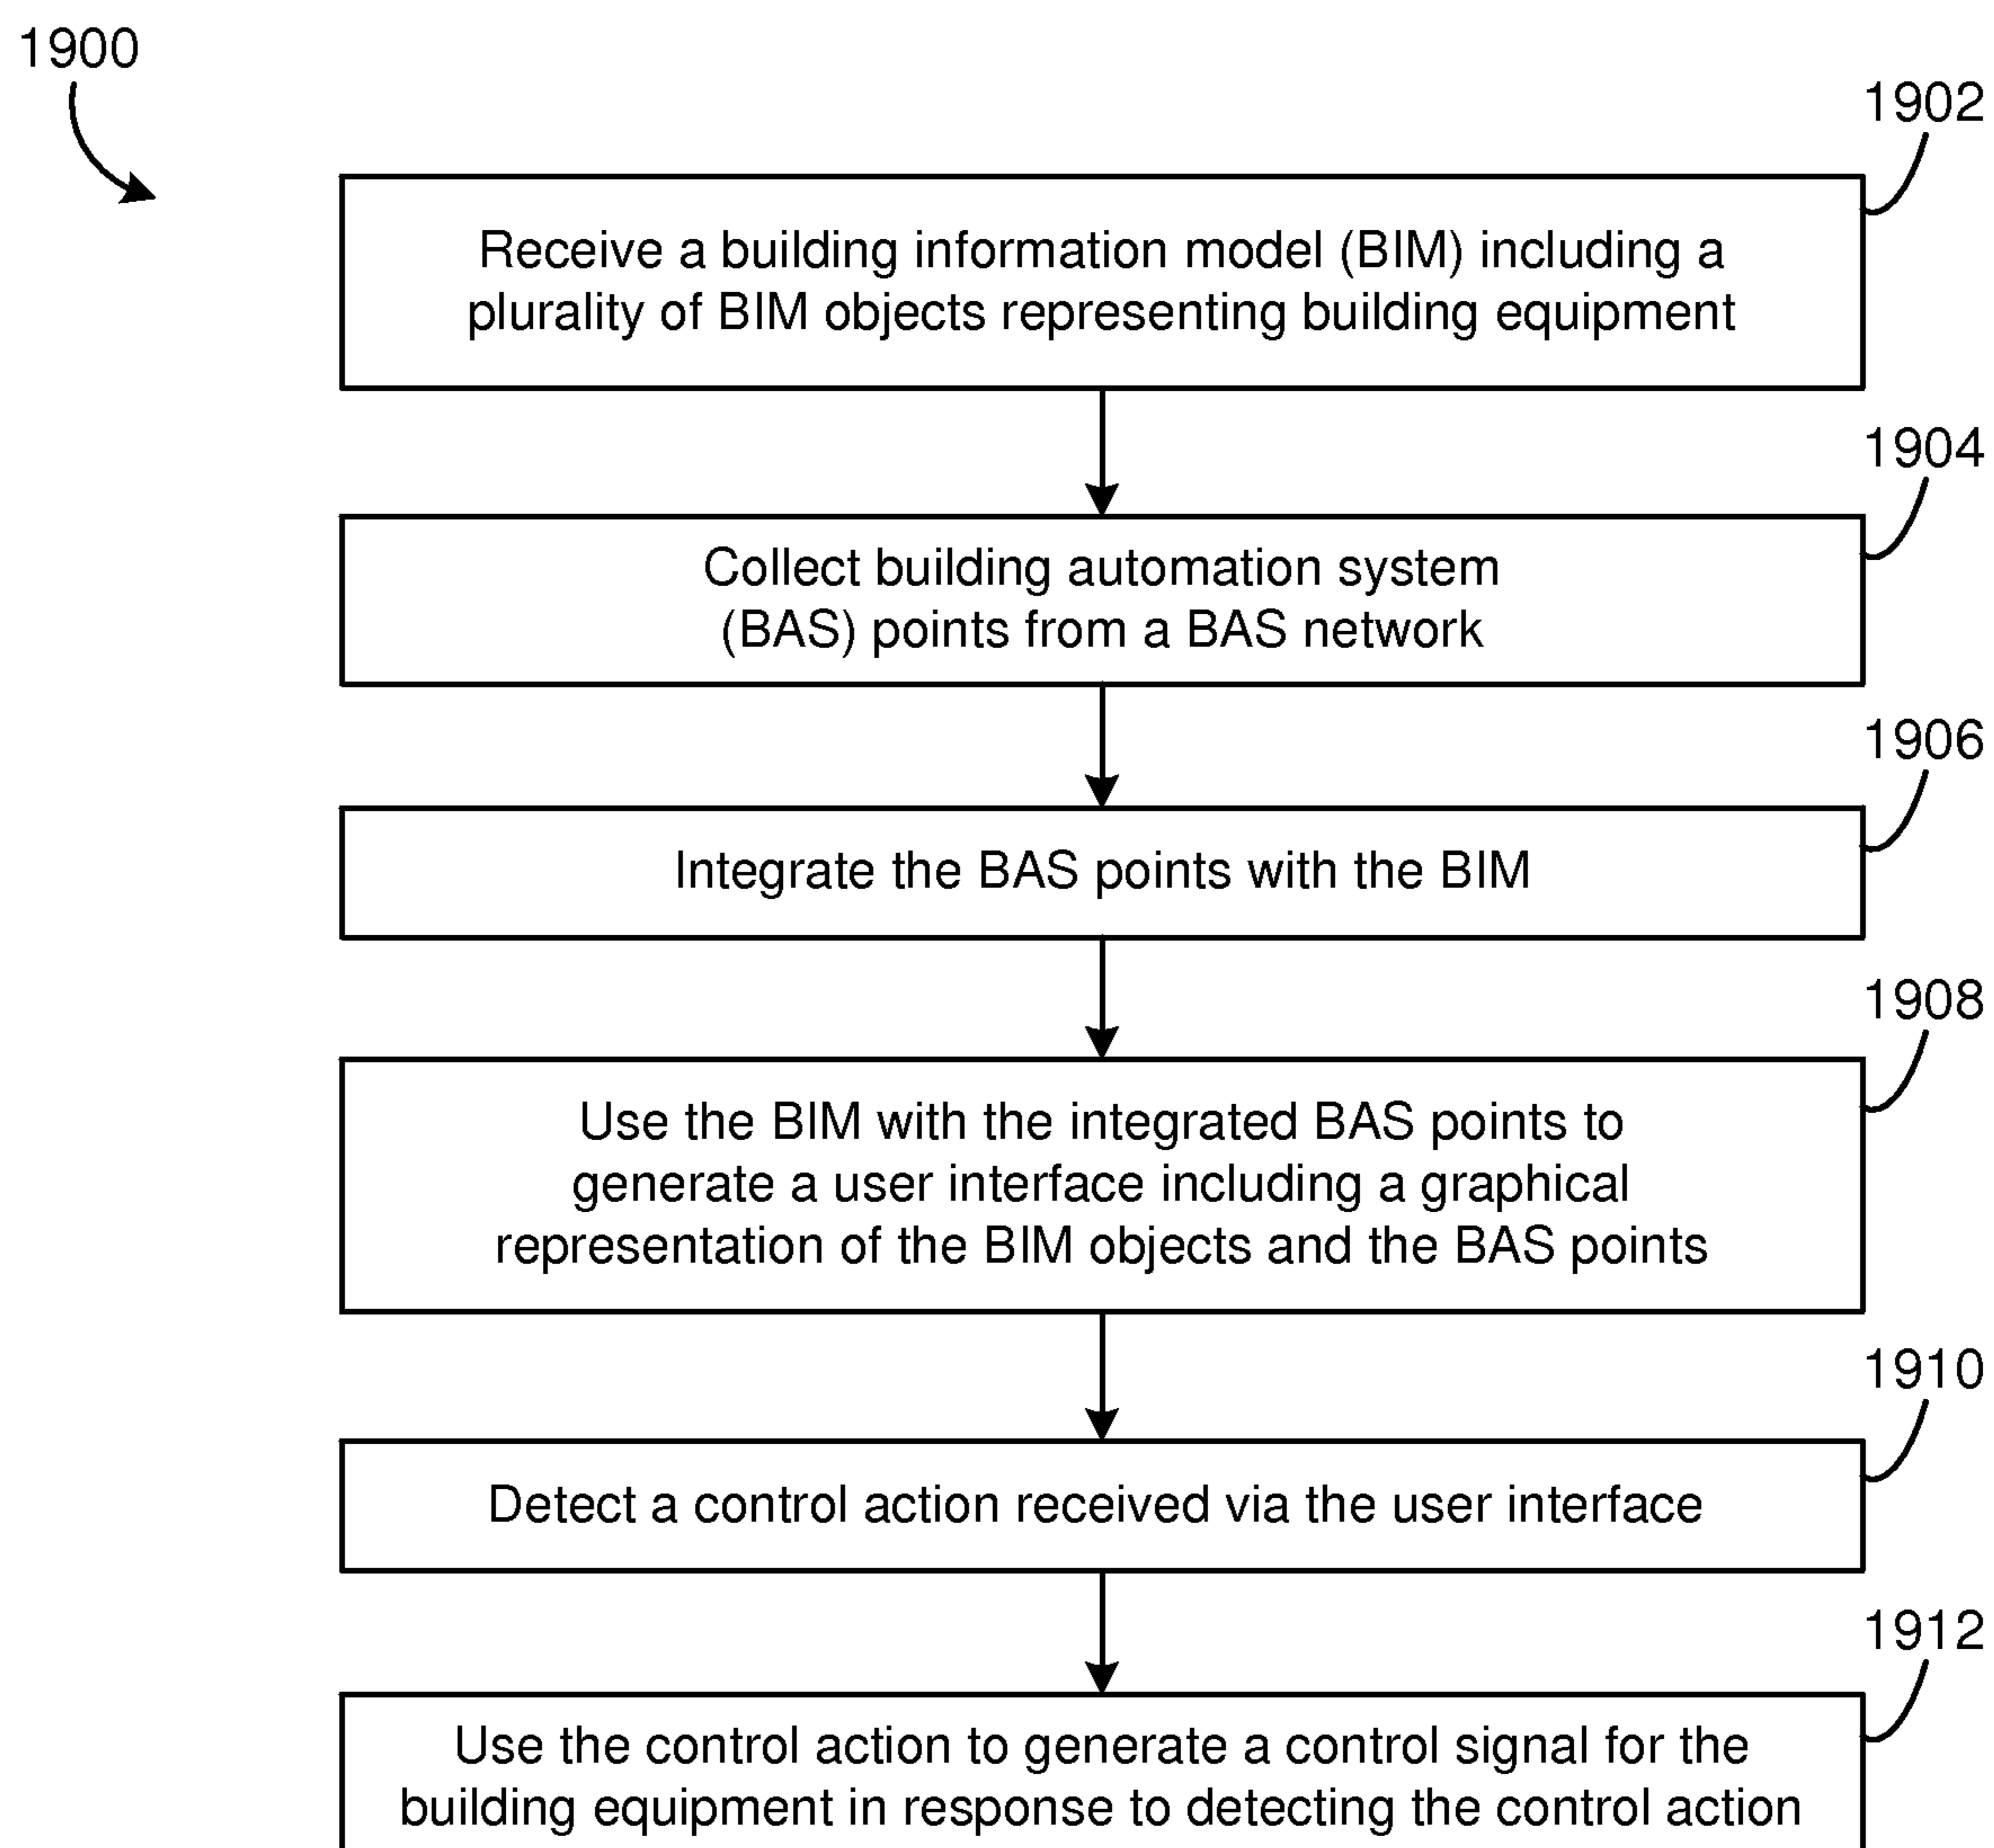 1900
1902
Receive a building information model (BIM) including a
plurality of BIM objects representing building equipment
1904
Collect building automation system
(BAS) points from a BAS network
1906
Integrate the BAS points with the BIM
1908
Use the BIM with the integrated BAS points to
generate a user interface including a graphical
representation of the BIM objects and the BAS points
1910
Detect a control action received via the user interface
1912
Use the control action to generate a control signal for the
building equipment in response to detecting the control action